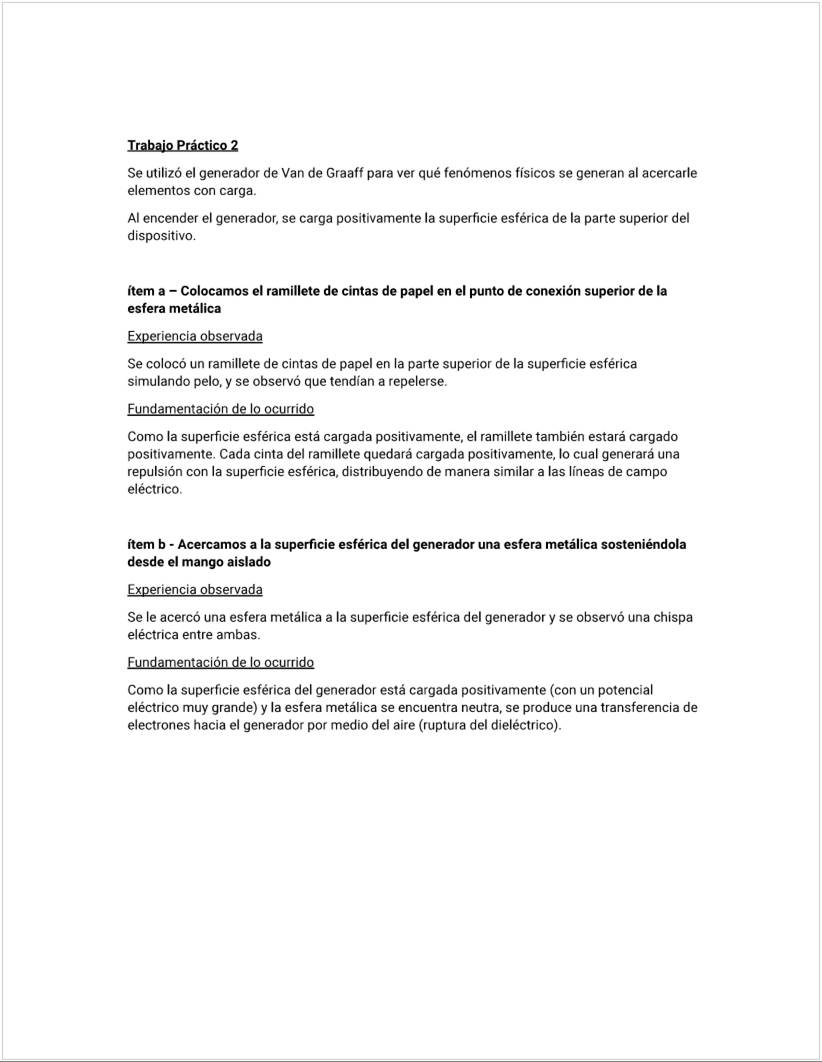 Trabajo Práctico 2
Se utilizó el generador de Van de Graaff para ver qué fenómenos físicos se generan al acercarle
elementos con carga.
Al encender el generador, se carga positivamente la superficie esférica de la parte superior del
dispositivo.
ítem a – Colocamos el ramillete de cintas de papel en el punto de conexión superior de la
esfera metálica
Experiencia observada
Se colocó un ramillete de cintas de papel en la parte superior de la superficie esférica
simulando pelo, y se observó que tendían a repelerse.
Fundamentación de lo ocurrido
Como la superficie esférica está cargada positivamente, el ramillete también estará cargado
positivamente. Cada cinta del ramillete quedará cargada positivamente, lo cual generará una
repulsión con la superficie esférica, distribuyendo de manera similar a las líneas de campo
eléctrico.
ítem b - Acercamos a la superficie esférica del generador una esfera metálica sosteniéndola
desde el mango aislado
Experiencia observada
Se le acercó una esfera metálica a la superficie esférica del generador y se observó una chispa
eléctrica entre ambas.
Fundamentación de lo ocurrido
Como la superficie esférica del generador está cargada positivamente (con un potencial
eléctrico muy grande) y la esfera metálica se encuentra neutra, se produce una transferencia de
electrones hacia el generador por medio del aire (ruptura del dieléctrico).